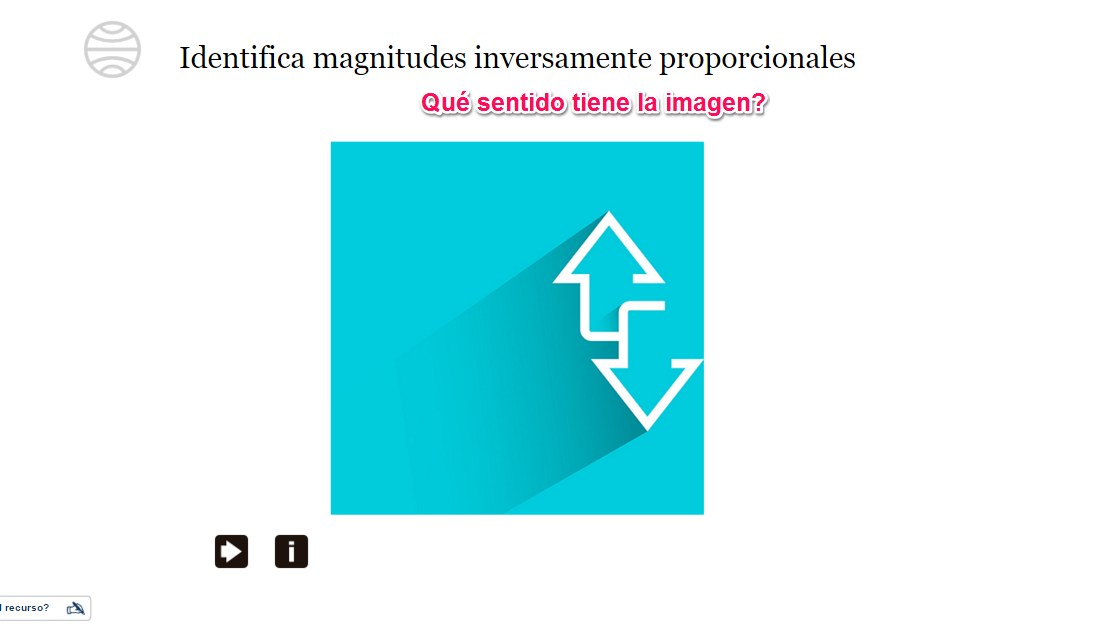 Identifica magnitudes inversamente proporcionales
Qué sentido tiene la imagen?
i
l recurso?